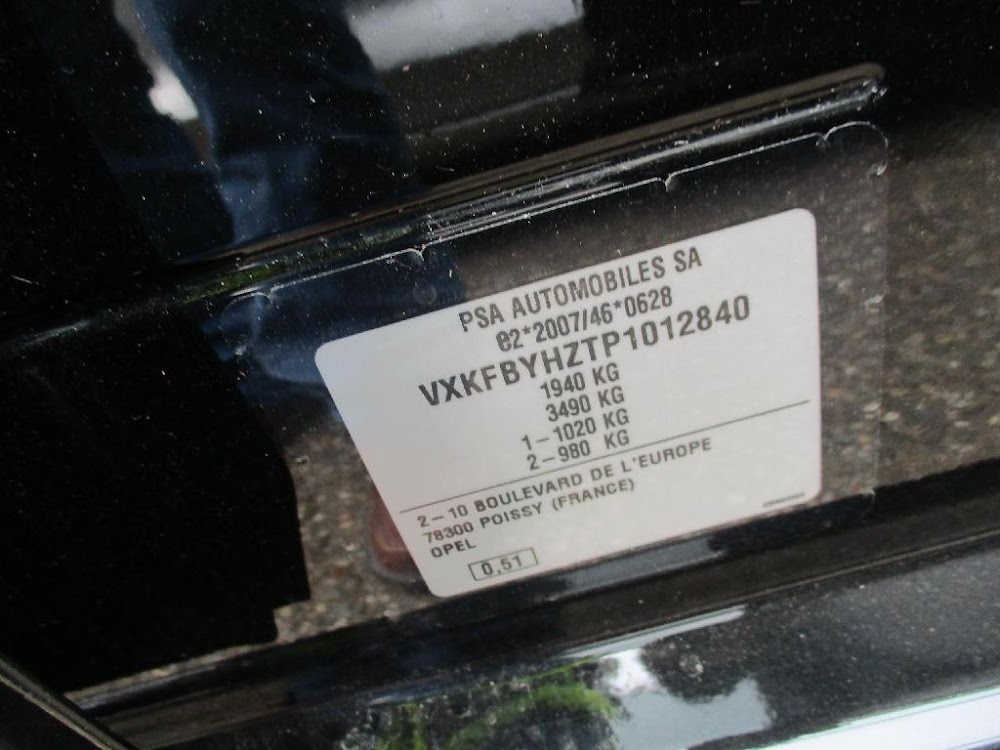 PSA AUTOMOBILES SA
e2*2007/46*0628
VXKFBYHZTP1012840
1940 KG
3490 KG
1-1020 KG
2-980 KG
2-10 BOULEVARD DE L'EUROPE
78300 POISSY (FRANCE)
OPEL
0,51